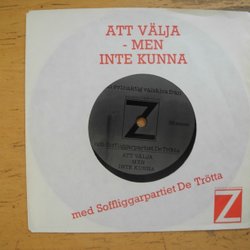 ATT VÄLJA
- MEN
INTE KUNNA
Z
ATT VÄLJA
- MEN
INTE KUNNA
med Soffliggarpartiet De Trötta
Z